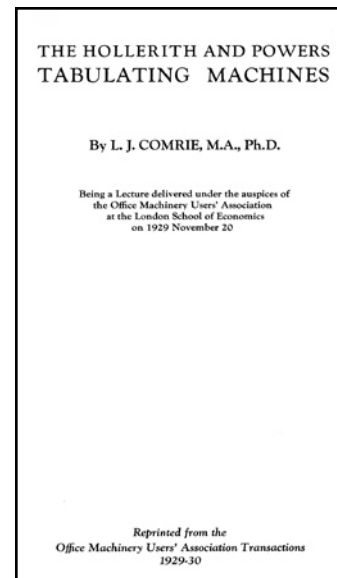 THE HOLLERITH AND POWERS
TABULATING MACHINES
By L. J. COMRIE, M.A., Ph.D.
Being a Lecture delivered under the auspices of
the Office Machinery Users' Association
at the London School of Economics
on 1929 November 20
Reprinted from the
Office Machinery Users' Association Transactions
1929-30